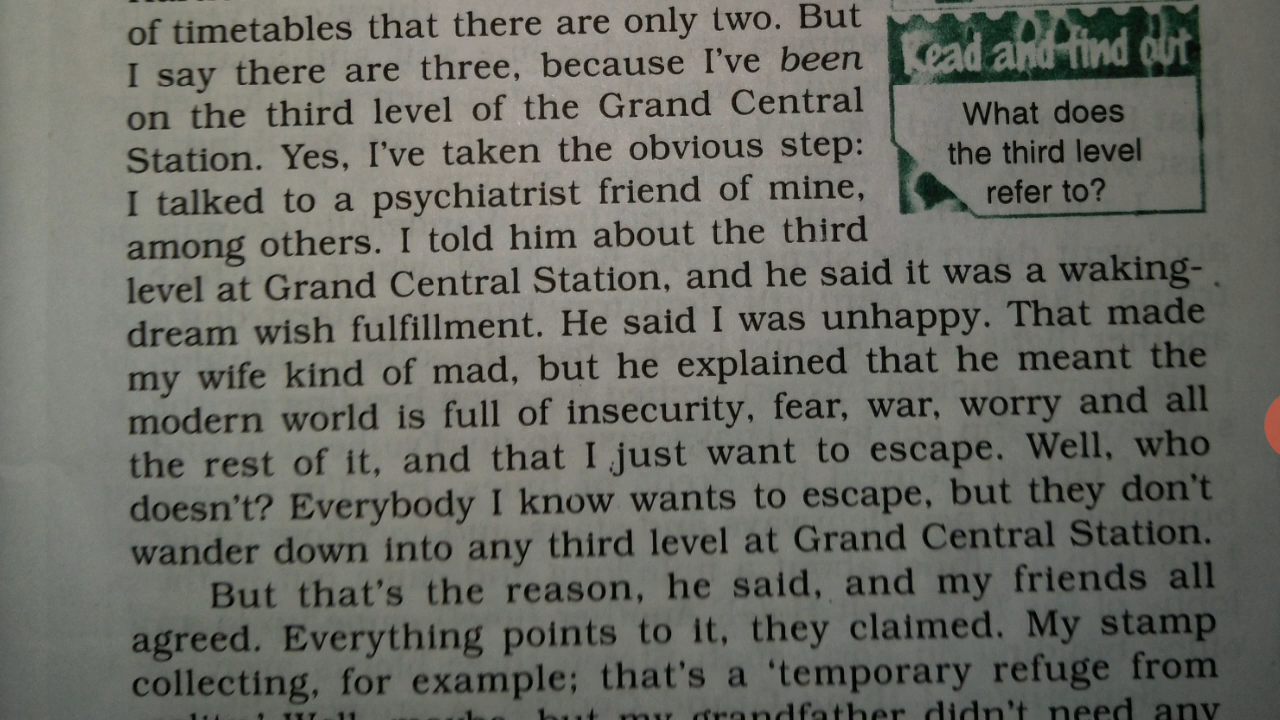 of timetables that there are only two. But
I say there are three, because I've been
on the third level of the Grand Central
Station. Yes, I've taken the obvious step:
I talked to a psychiatrist friend of mine,
among others. I told him about the third
level at Grand Central Station, and he said it was a waking-
dream wish fulfillment. He said I was unhappy. That made
my wife kind of mad, but he explained that he meant the
modern world is full of insecurity, fear, war, worry and all
the rest of it, and that I just want to escape. Well, who
doesn't? Everybody I know wants to escape, but they don't
wander down into any third level at Grand Central Station.
But that's the reason, he said, and my friends all
agreed. Everything points to it, they claimed. My stamp
collecting, for example; that's a ‘temporary refuge from
but my grandfather didn't need any
Read and find out
What does
the third level
refer to?